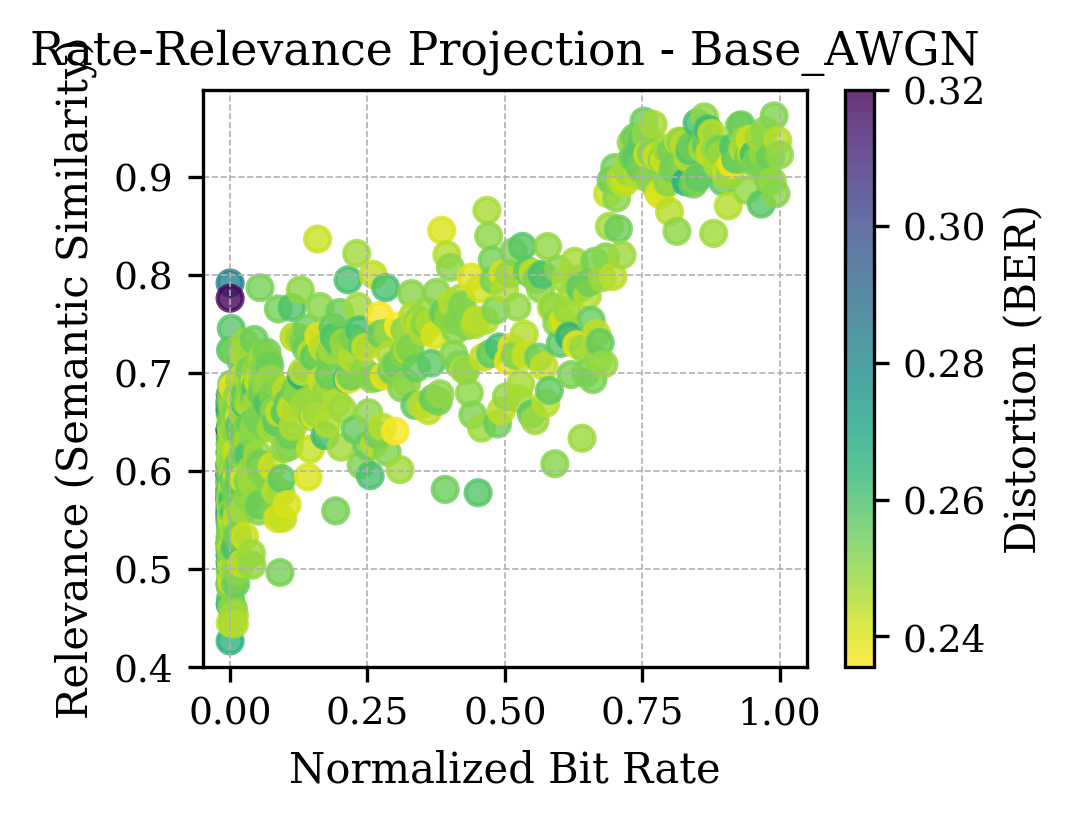 Rate-Relevance Projection - Base_AWGN
Relevance (Semantic Similarity)
0.9
0.8
0.7
0.6
0.5
0.4
0.00 0.25 0.50 0.75 1.00
Normalized Bit Rate
0.32
0.30
0.28
0.26
0.24
Distortion (BER)